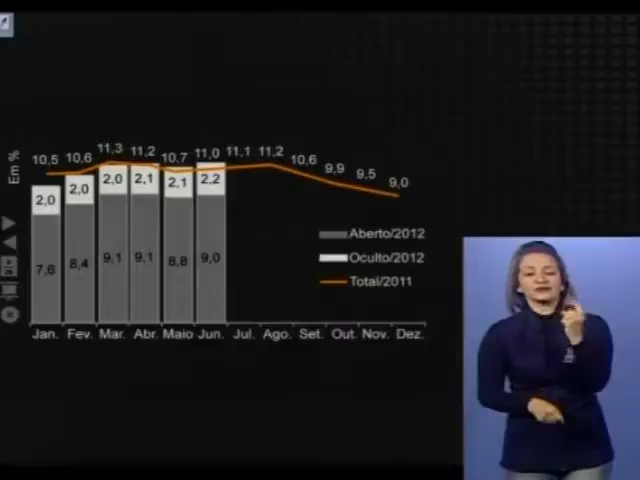 Em %
10,5 10,6 11,3 11,2 10,7 11,0 11,1 11,2 10,6 9,9 9,5 9,0
2,0 2,0 2,0 2,1 2,1 2,2
7,6 8,4 9,1 9,1 8,8 9,0
Aberto/2012
Oculto/2012
Total/2011
Jan. Fev. Mar. Abr. Maio Jun. Jul. Ago. Set. Out. Nov. Dez.